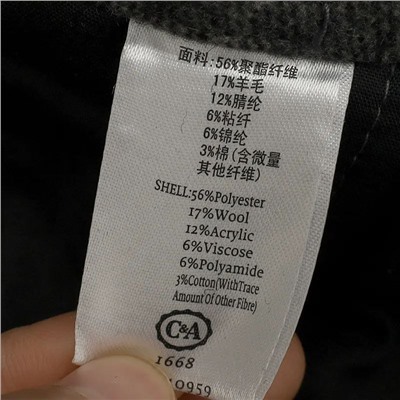 面料:56%聚酯纤维
17%羊毛
12%腈纶
6%粘纤
6%锦纶
3%棉(含微量
其他纤维)
SHELL:56%Polyester
17%Wool
12%Acrylic
6%Viscose
6%Polyamide
3%Cotton(WithTrace
Amount Of Other Fibre)
C&A
1668
10959